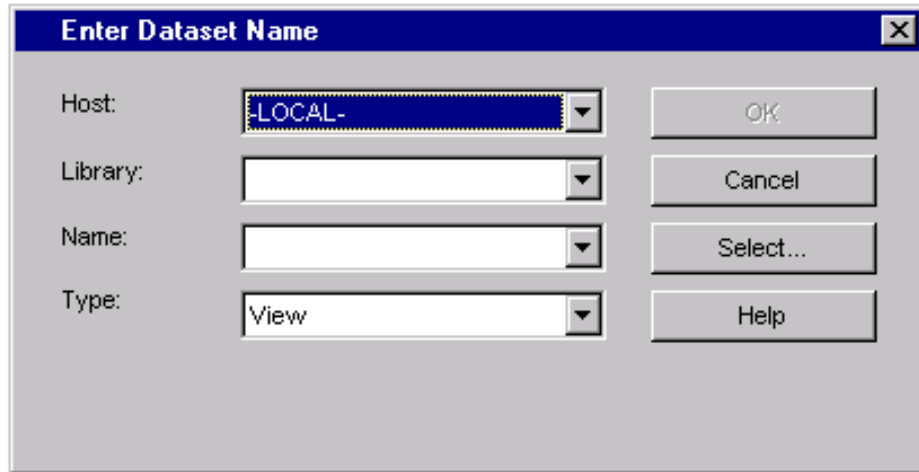 Enter Dataset Name
Host: -LOCAL- OK
Library: Cancel
Name: Select...
Type: View Help